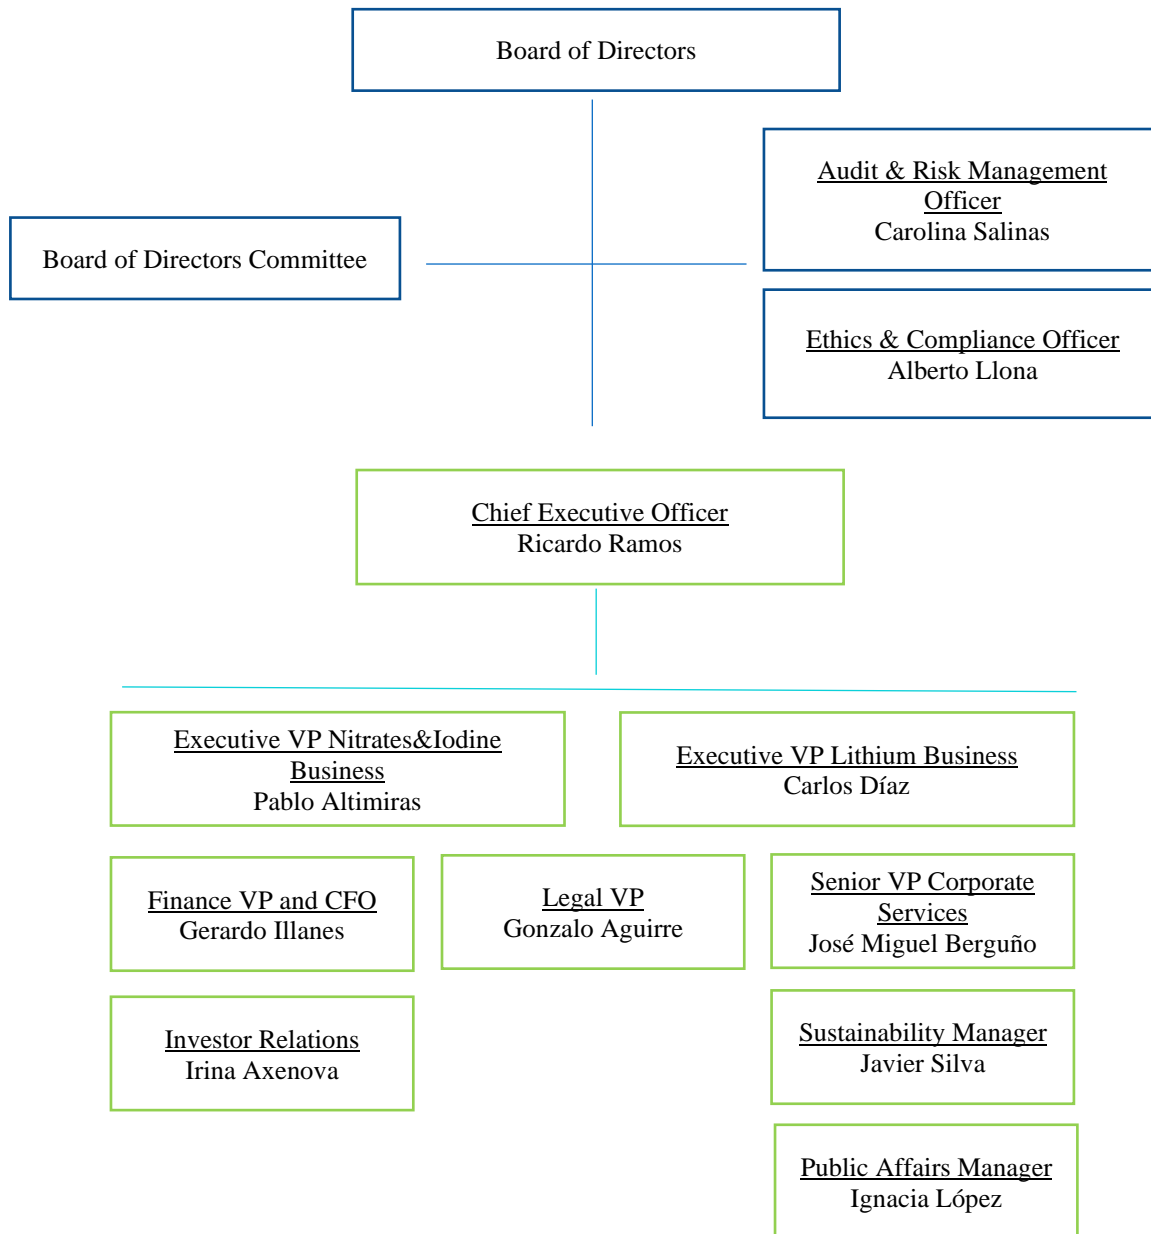 Board of Directors
Audit & Risk Management
Officer
Carolina Salinas
Board of Directors Committee
Ethics & Compliance Officer
Alberto Llona
Chief Executive Officer
Ricardo Ramos
Executive VP Nitrates&Iodine
Business
Pablo Altimiras
Executive VP Lithium Business
Carlos Díaz
Finance VP and CFO
Gerardo Illanes
Legal VP
Gonzalo Aguirre
Senior VP Corporate
Services
José Miguel Berguño
Investor Relations
Irina Axenova
Sustainability Manager
Javier Silva
Public Affairs Manager
Ignacia López